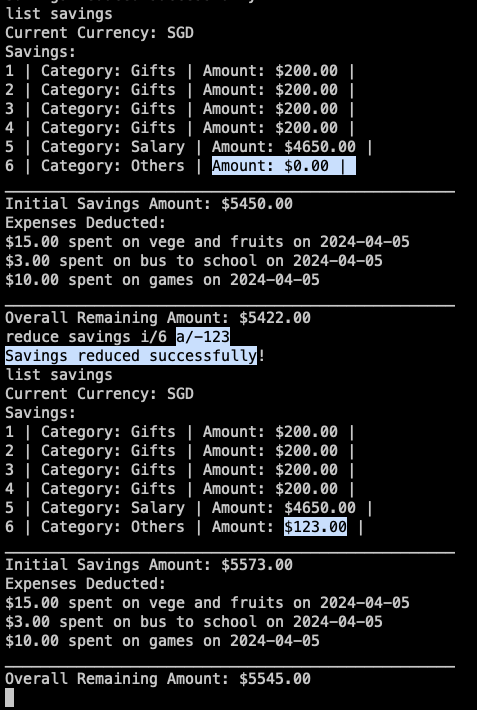 list savings
Current Currency: SGD
Savings:
1 | Category: Gifts | Amount: $200.00 |
2 | Category: Gifts | Amount: $200.00 |
3 | Category: Gifts | Amount: $200.00 |
4 | Category: Gifts | Amount: $200.00 |
5 | Category: Salary | Amount: $4650.00 |
6 | Category: Others | Amount: $0.00 |
Initial Savings Amount: $5450.00
Expenses Deducted:
$15.00 spent on vege and fruits on 2024-04-05
$3.00 spent on bus to school on 2024-04-05
$10.00 spent on games on 2024-04-05
Overall Remaining Amount: $5422.00
reduce savings i/6 a/-123
Savings reduced successfully!
list savings
Current Currency: SGD
Savings:
1 | Category: Gifts | Amount: $200.00 |
2 | Category: Gifts | Amount: $200.00 |
3 | Category: Gifts | Amount: $200.00 |
4 | Category: Gifts | Amount: $200.00 |
5 | Category: Salary | Amount: $4650.00 |
6 | Category: Others | Amount: $123.00 |
Initial Savings Amount: $5573.00
Expenses Deducted:
$15.00 spent on vege and fruits on 2024-04-05
$3.00 spent on bus to school on 2024-04-05
$10.00 spent on games on 2024-04-05
Overall Remaining Amount: $5545.00